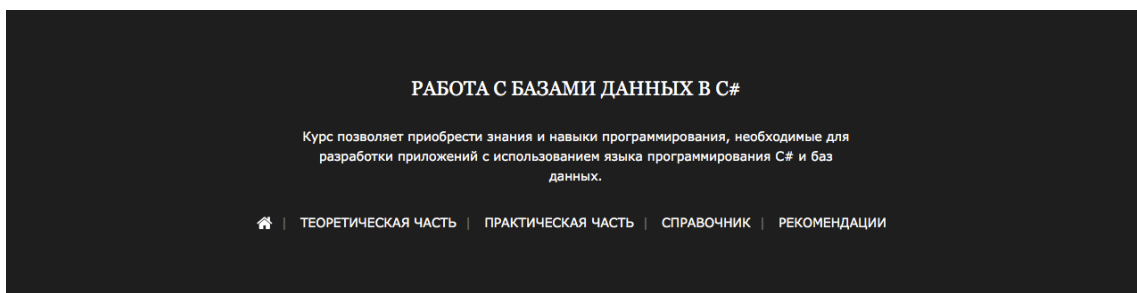 РАБОТА С БАЗАМИ ДАННЫХ В C#
Курс позволяет приобрести знания и навыки программирования, необходимые для
разработки приложений с использованием языка программирования C# и баз
данных.
| ТЕОРЕТИЧЕСКАЯ ЧАСТЬ | ПРАКТИЧЕСКАЯ ЧАСТЬ | СПРАВОЧНИК | РЕКОМЕНДАЦИИ